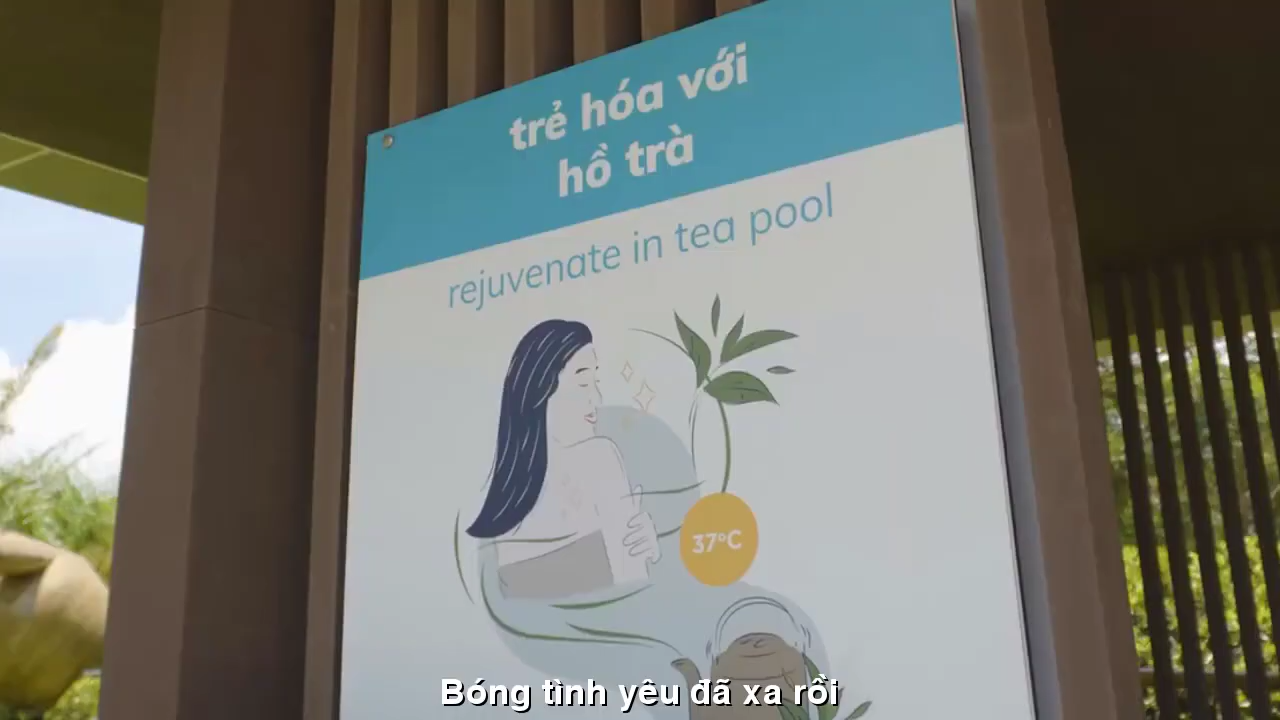 trẻ hóa với
hồ trà
rejuvenate in tea pool
37°C
Bóng tình yêu đã xa rồi